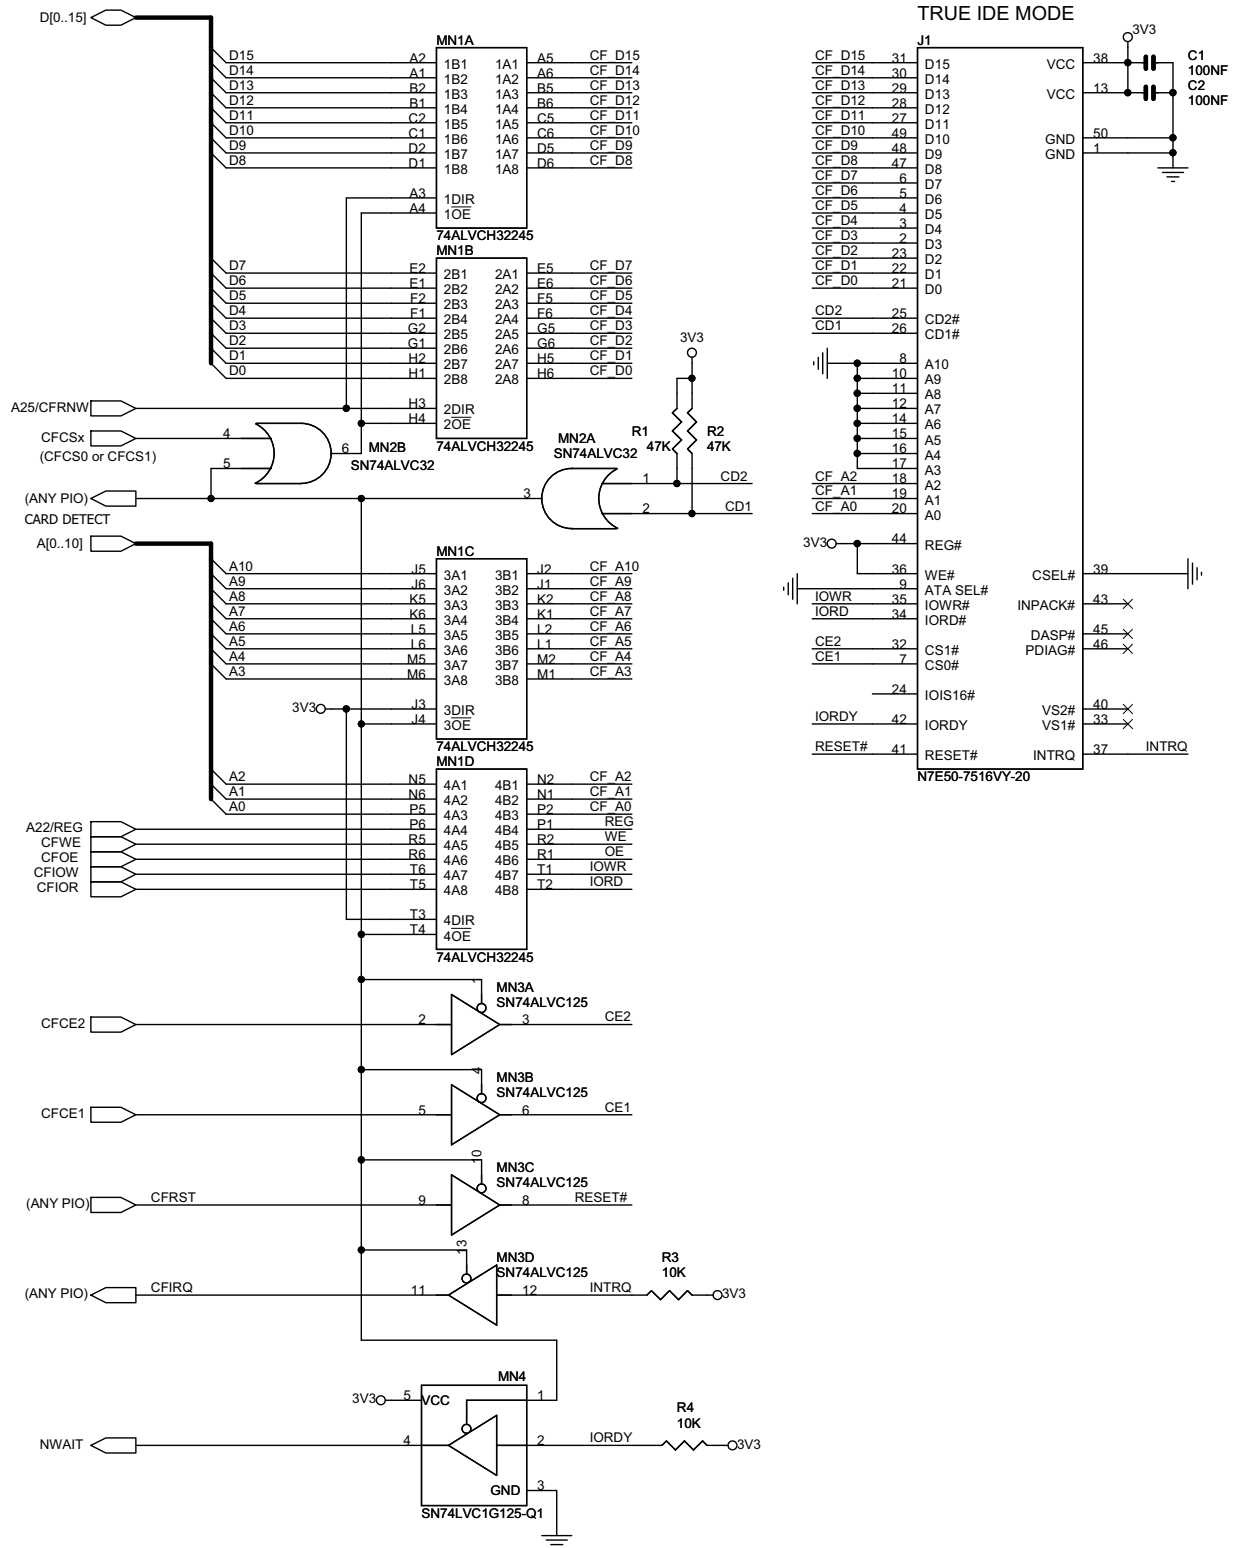 TRUE IDE MODE
D[0..15]
MN1A
D15 A2 1B1 1A1 A5 CF_D15
D14 A1 1B2 1A2 A6 CF_D14
D13 B2 1B3 1A3 B5 CF_D13
D12 B1 1B4 1A4 B6 CF_D12
D11 C2 1B5 1A5 C5 CF_D11
D10 C1 1B6 1A6 C6 CF_D10
D9 D2 1B7 1A7 D5 CF_D9
D8 D1 1B8 1A8 D6 CF_D8
A3 1DIR
A4 1OE
74ALVCH32245
MN1B
D7 E2 2B1 2A1 E5 CF_D7
D6 E1 2B2 2A2 E6 CF_D6
D5 F2 2B3 2A3 F5 CF_D5
D4 F1 2B4 2A4 F6 CF_D4
D3 G2 2B5 2A5 G5 CF_D3
D2 G1 2B6 2A6 G6 CF_D2
D1 H2 2B7 2A7 H5 CF_D1
D0 H1 2B8 2A8 H6 CF_D0
A25/CFRNW H3 2DIR
H4 2OE
74ALVCH32245
CFCSx 4
(CFCS0 or CFCS1)
5
6
MN2B
SN74ALVC32
3V3
R1
47K
R2
47K
MN2A
SN74ALVC32
1 CD2
2 CD1
3
(ANY PIO)
CARD DETECT
A[0..10]
MN1C
A10 J5 3A1 3B1 J2 CF_A10
A9 J6 3A2 3B2 J1 CF_A9
A8 K5 3A3 3B3 K2 CF_A8
A7 K6 3A4 3B4 K1 CF_A7
A6 L5 3A5 3B5 L2 CF_A6
A5 L6 3A6 3B6 L1 CF_A5
A4 M5 3A7 3B7 M2 CF_A4
A3 M6 3A8 3B8 M1 CF_A3
3V3 J3 3DIR
J4 3OE
74ALVCH32245
MN1D
A2 N5 4A1 4B1 N2 CF_A2
A1 N6 4A2 4B2 N1 CF_A1
A0 P5 4A3 4B3 P2 CF_A0
A22/REG P6 4A4 4B4 P1 REG
CFWE R5 4A5 4B5 R2 WE
CFOE R6 4A6 4B6 R1 OE
CFIOW T6 4A7 4B7 T1 IOWR
CFIOR T5 4A8 4B8 T2 IORD
T3 4DIR
T4 4OE
74ALVCH32245
1
MN3A
SN74ALVC125
CFCE2 2 3 CE2
4
MN3B
SN74ALVC125
CFCE1 5 6 CE1
10
MN3C
SN74ALVC125
(ANY PIO) CFRST 9 8 RESET#
13
MN3D
SN74ALVC125
R3
10K
(ANY PIO) CFIRQ 11 12 INTRQ 3V3
MN4
3V3 5 VCC 1
R4
10K
NWAIT 4 2 IORDY 3V3
GND 3
SN74LVC1G125-Q1
J1
3V3
CF_D15 31 D15 VCC 38
C1
100NF
CF_D14 30 D14
CF_D13 29 D13 VCC 13
C2
100NF
CF_D12 28 D12
CF_D11 27 D11
CF_D10 49 D10 GND 50
CF_D9 48 D9 GND 1
CF_D8 47 D8
CF_D7 6 D7
CF_D6 5 D6
CF_D5 4 D5
CF_D4 3 D4
CF_D3 2 D3
CF_D2 23 D2
CF_D1 22 D1
CF_D0 21 D0
CD2 25 CD2#
CD1 26 CD1#
8 A10
10 A9
11 A8
12 A7
14 A6
15 A5
16 A4
17 A3
CF_A2 18 A2
CF_A1 19 A1
CF_A0 20 A0
3V3 44 REG#
36 WE# CSEL# 39
9 ATA SEL#
IOWR 35 IOWR# INPACK# 43
IORD 34 IORD#
DASP# 45
CE2 32 CS1# PDIAG# 46
CE1 7 CS0#
24 IOIS16#
VS2# 40
IORDY 42 IORDY VS1# 33
RESET# 41 RESET# INTRQ 37 INTRQ
N7E50-7516VY-20